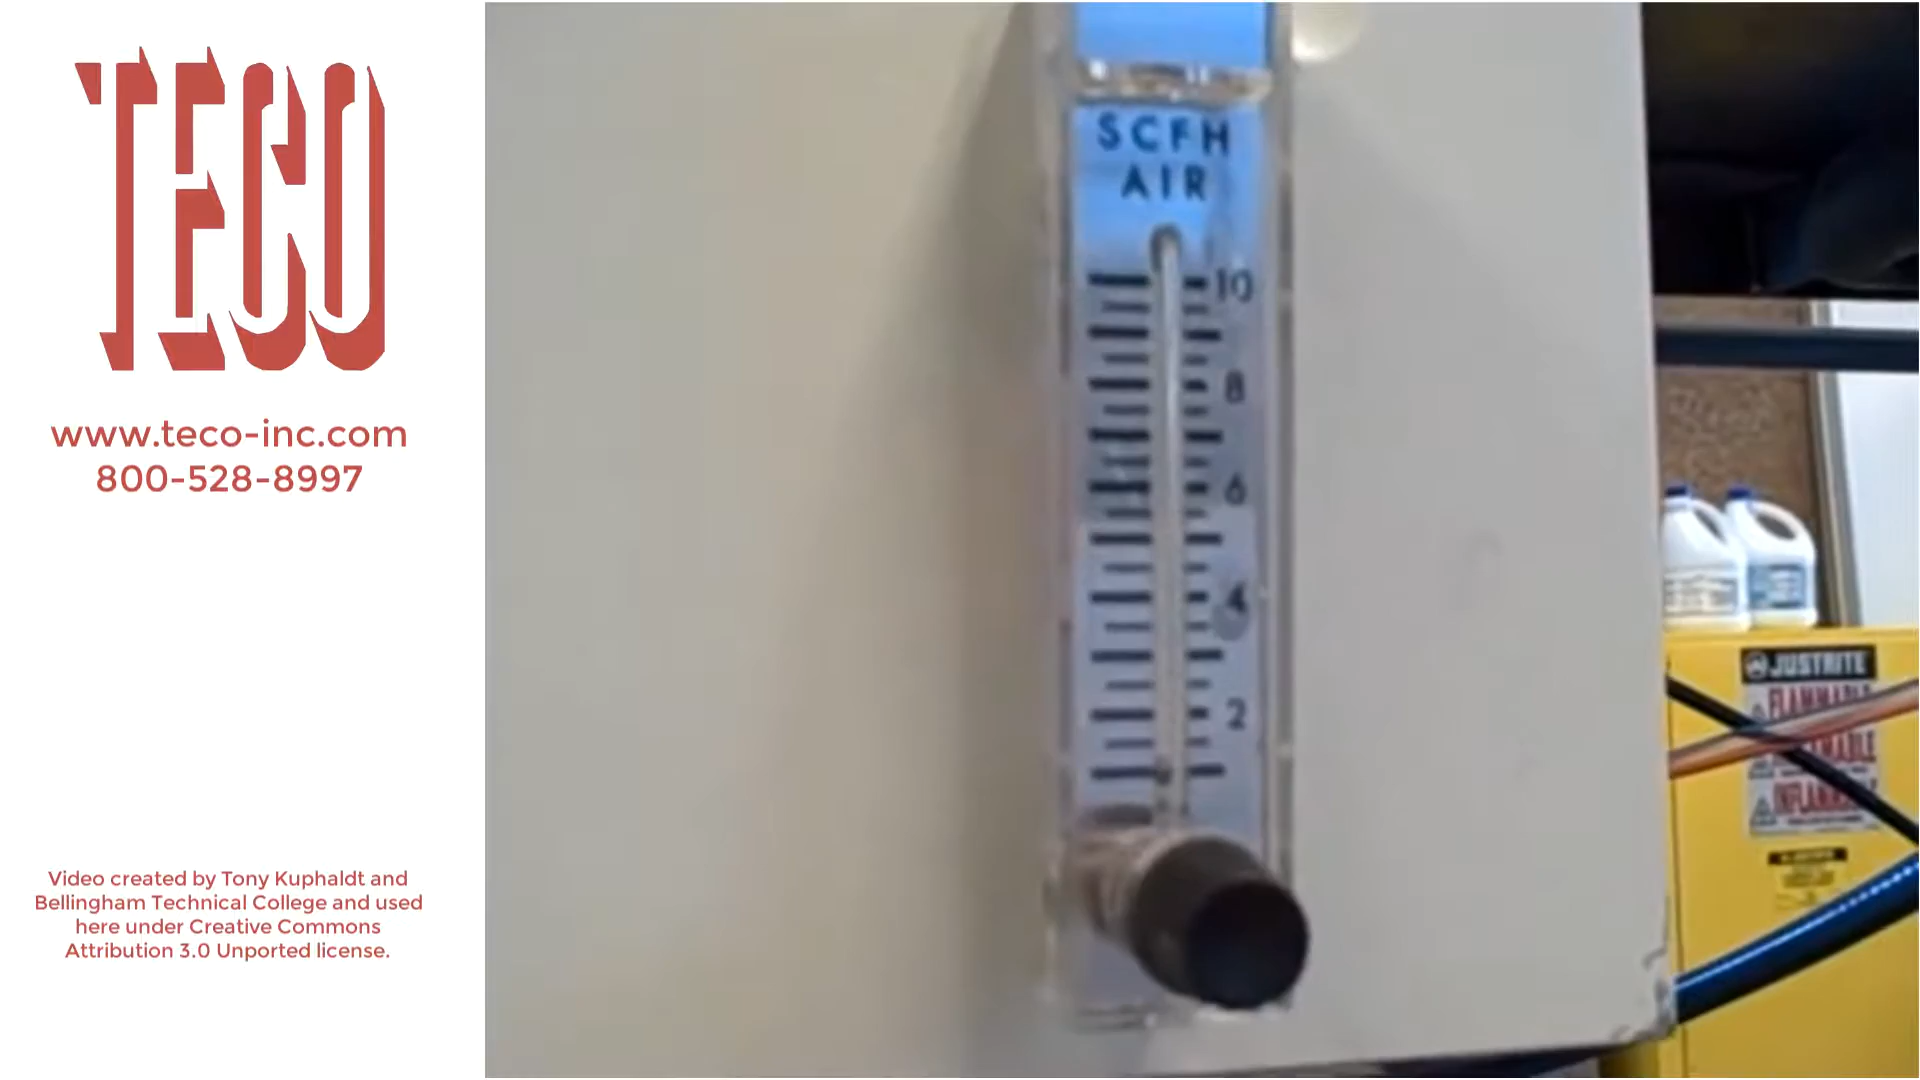 TECO
www.teco-inc.com
800-528-8997
Video created by Tony Kuphaldt and
Bellingham Technical College and used
here under Creative Commons
Attribution 3.0 Unported license.
SCFH
AIR
10
8
6
4
2
JUSTRITE
FLAMMABLE